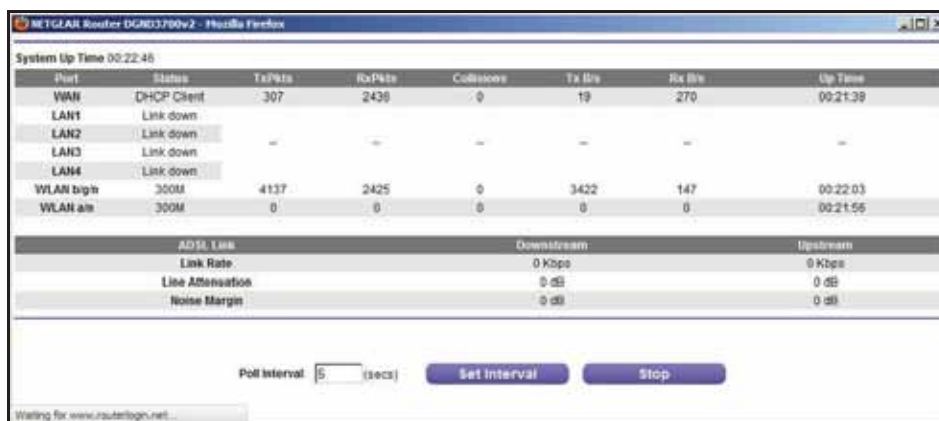 NETGEAR Router DGND3700v2 - Mozilla Firefox
System Up Time 00:22:46
Port Status TxPkts RxPkts Collisions Tx B/s Rx B/s Up Time
WAN DHCP Client 307 2436 0 19 270 00:21:39
LAN1 Link down
LAN2 Link down
-- -- -- -- -- --
LAN3 Link down
LAN4 Link down
WLAN b/g/n 300M 4137 2425 0 3422 147 00:22:03
WLAN a/n 300M 0 0 0 0 0 00:21:56
ADSL Link Downstream Upstream
Link Rate 0 Kbps 0 Kbps
Line Attenuation 0 dB 0 dB
Noise Margin 0 dB 0 dB
Poll Interval: 5 (secs) Set Interval Stop
Waiting for www.routerlogin.net...